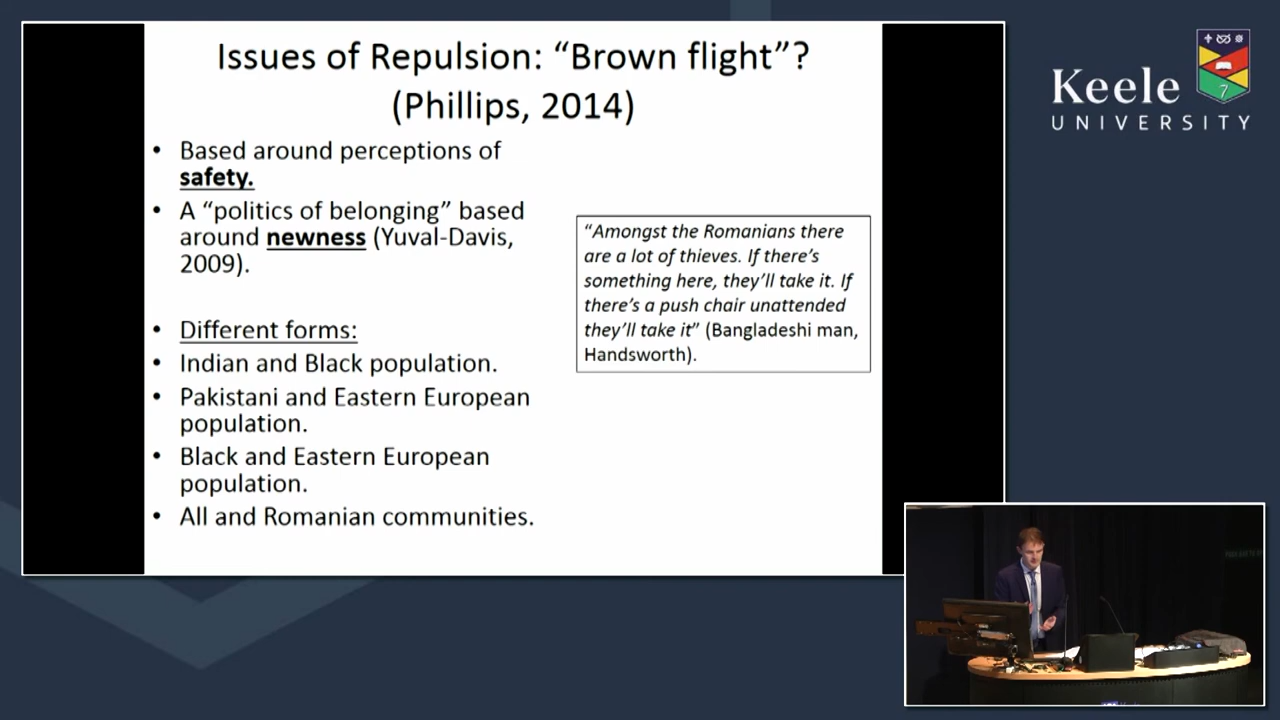 Issues of Repulsion: “Brown flight”?
(Phillips, 2014)
• Based around perceptions of
safety.
• A “politics of belonging” based
around newness (Yuval-Davis,
2009).
• Different forms:
• Indian and Black population.
• Pakistani and Eastern European
population.
• Black and Eastern European
population.
• All and Romanian communities.
“Amongst the Romanians there
are a lot of thieves. If there’s
something here, they’ll take it. If
there’s a push chair unattended
they’ll take it” (Bangladeshi man,
Handsworth).
Keele
UNIVERSITY